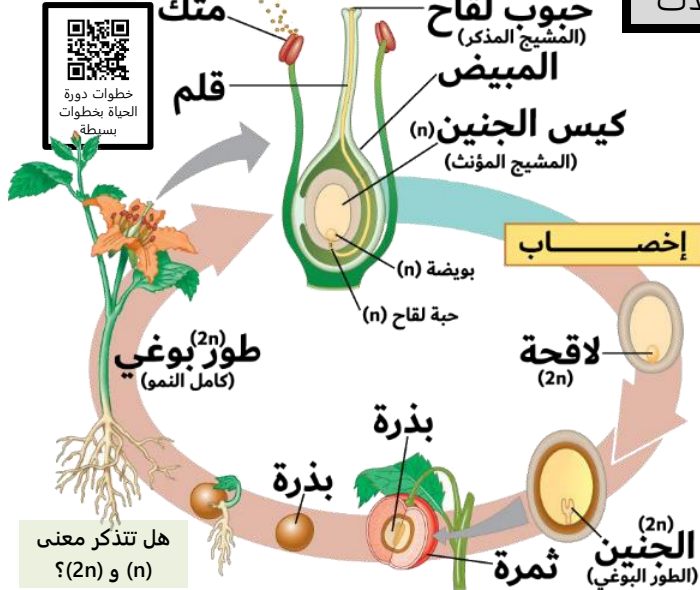 حبوب لقاح
(المشيج المذكر)
متك
المبيض
قلم
كيس الجنين (n)
(المشيج المؤنث)
خطوات دورة
الحياة بخطوات
بسيطة
إخصــــــاب
بويضة (n)
حبة لقاح (n)
لاقحة
(2n)
طور بوغي (2n)
(كامل النمو)
بذرة
بذرة
(2n)
الجنين
(الطور البوغي)
ثمرة
هل تتذكر معنى
(n) و (2n)؟